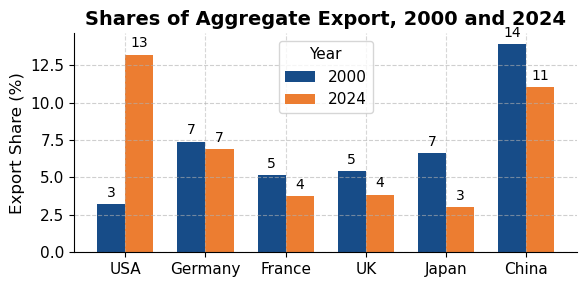 Shares of Aggregate Export, 2000 and 2024
Export Share (%)
12.5
10.0
7.5
5.0
2.5
0.0
Year
2000
2024
3
13
7
7
5
4
5
4
7
3
14
11
USA
Germany
France
UK
Japan
China